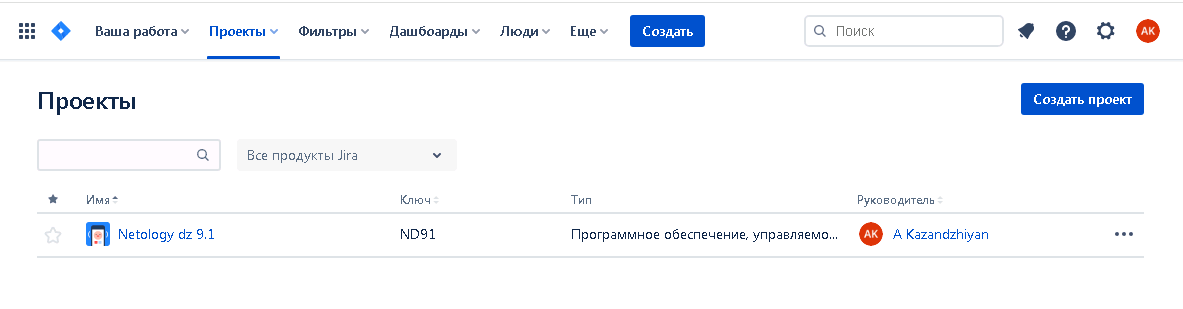 Ваша работа Проекты Фильтры Дашбоарды Люди Еще Создать Поиск AK
Проекты Создать проект
Все продукты Jira
Имя Ключ Тип Руководитель
Netology dz 9.1 ND91 Программное обеспечение, управляемо... AK A Kazandzhiyan